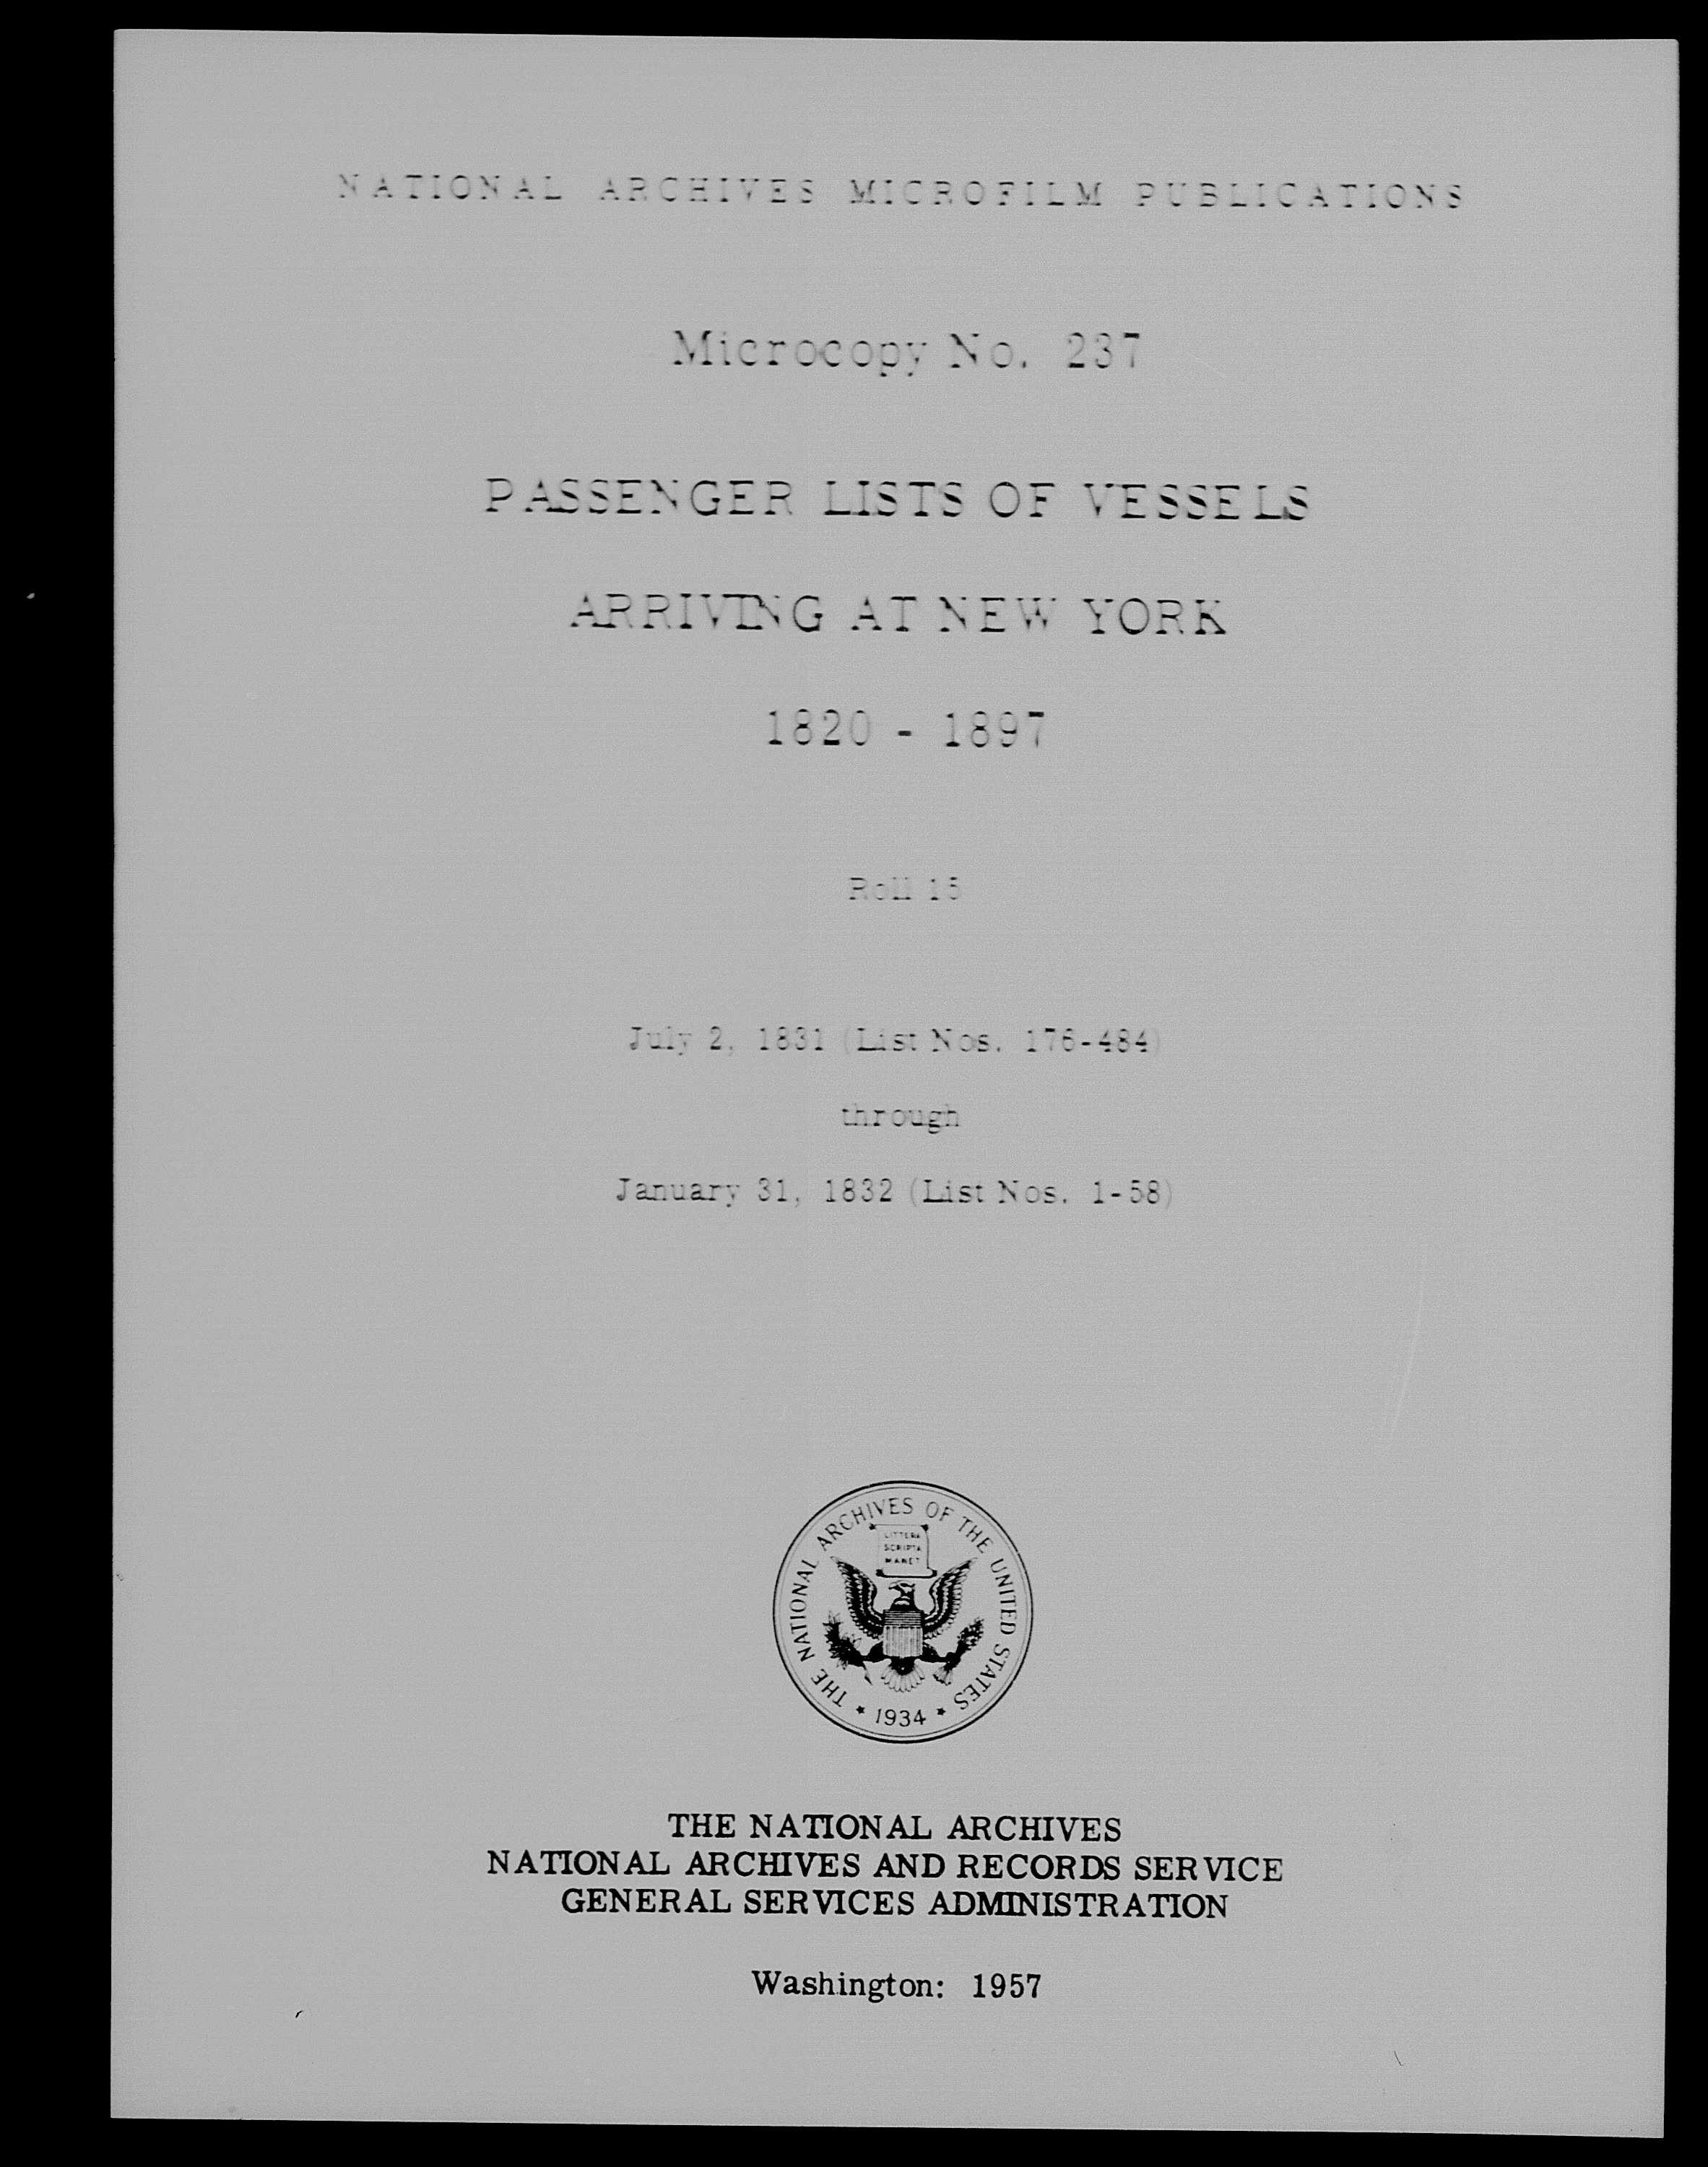 NATIONAL ARCHIVES MICROFILM PUBLICATIONS
Microcopy No. 237
PASSENGER LISTS OF VESSELS
ARRIVING AT NEW YORK
1820 - 1897
Roll 15
July 2, 1831 (List Nos. 176-484)
through
January 31, 1832 (List Nos. 1-58)
THE NATIONAL ARCHIVES OF THE UNITED STATES
LITTERA
SCRIPTA
MANET
* 1934 *
THE NATIONAL ARCHIVES
NATIONAL ARCHIVES AND RECORDS SERVICE
GENERAL SERVICES ADMINISTRATION
Washington: 1957